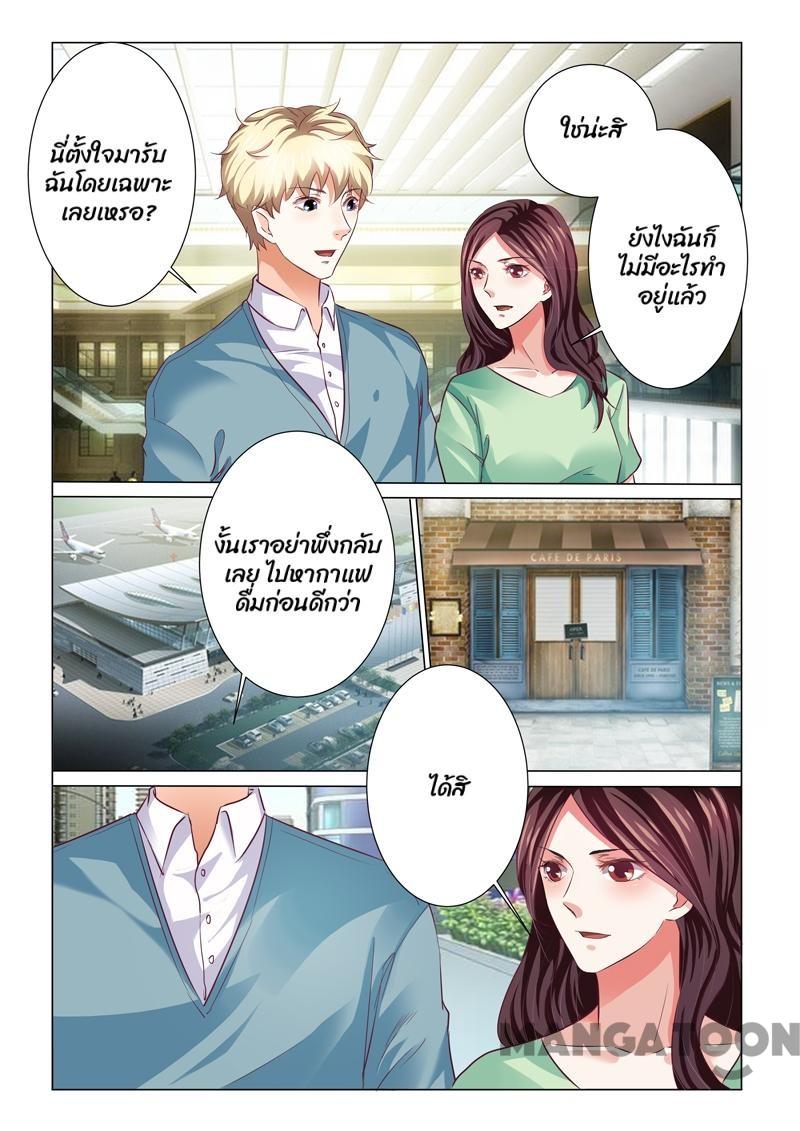 นี่ตั้งใจมารับ
ฉันโดยเฉพาะ
เลยเหรอ?
ใช่น่ะสิ
ยังไงฉันก็
ไม่มีอะไรทำ
อยู่แล้ว
งั้นเราอย่าพึ่งกลับ
เลย ไปหากาแฟ
ดื่มก่อนดีกว่า
CAFE DE PARIS
OPEN
CAFE DE PARIS
ได้สิ
MANGATOON